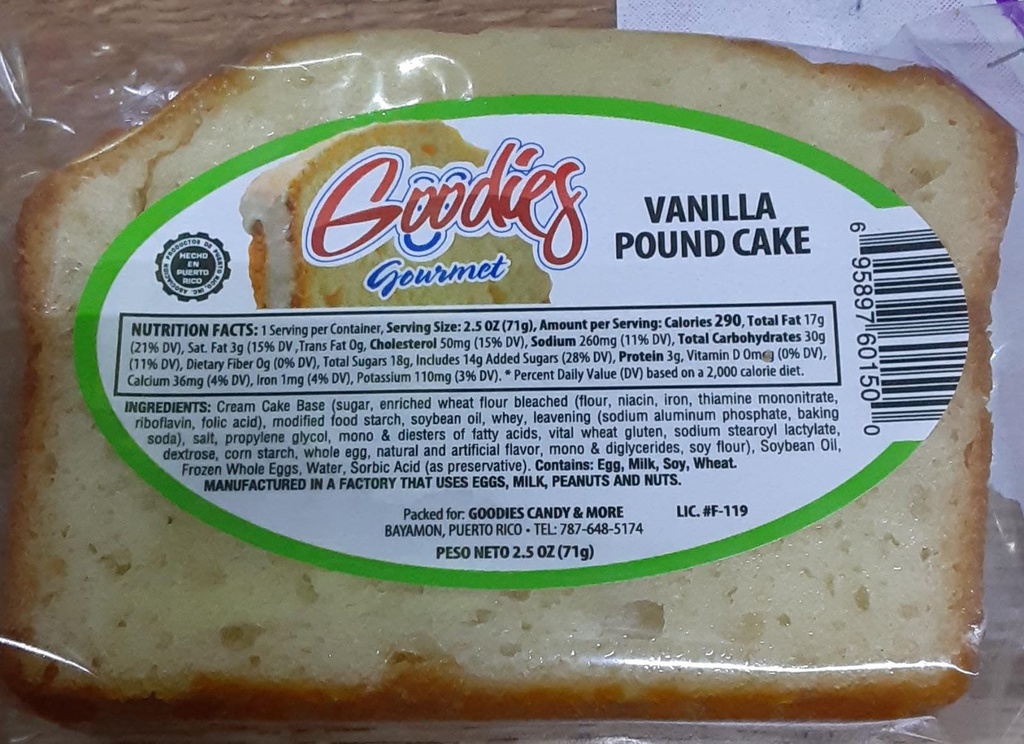 Goodies
Gourmet
VANILLA
POUND CAKE
PRODUCTOS DE PUERTO RICO, INC.
HECHO
EN
PUERTO
RICO
NUTRITION FACTS: 1 Serving per Container, Serving Size: 2.5 OZ (71g), Amount per Serving: Calories 290, Total Fat 17g
(21% DV), Sat. Fat 3g (15% DV ,Trans Fat 0g, Cholesterol 50mg (15% DV), Sodium 260mg (11% DV), Total Carbohydrates 30g
(11% DV), Dietary Fiber 0g (0% DV), Total Sugars 18g, Includes 14g Added Sugars (28% DV), Protein 3g, Vitamin D 0mg (0% DV),
Calcium 36mg (4% DV), Iron 1mg (4% DV), Potassium 110mg (3% DV). * Percent Daily Value (DV) based on a 2,000 calorie diet.
INGREDIENTS: Cream Cake Base (sugar, enriched wheat flour bleached (flour, niacin, iron, thiamine mononitrate,
riboflavin, folic acid), modified food starch, soybean oil, whey, leavening (sodium aluminum phosphate, baking
soda), salt, propylene glycol, mono & diesters of fatty acids, vital wheat gluten, sodium stearoyl lactylate,
dextrose, corn starch, whole egg, natural and artificial flavor, mono & diglycerides, soy flour), Soybean Oil,
Frozen Whole Eggs, Water, Sorbic Acid (as preservative). Contains: Egg, Milk, Soy, Wheat.
MANUFACTURED IN A FACTORY THAT USES EGGS, MILK, PEANUTS AND NUTS.
Packed for: GOODIES CANDY & MORE
BAYAMON, PUERTO RICO • TEL: 787-648-5174
LIC. #F-119
PESO NETO 2.5 OZ (71g)
6 95897 60150 0